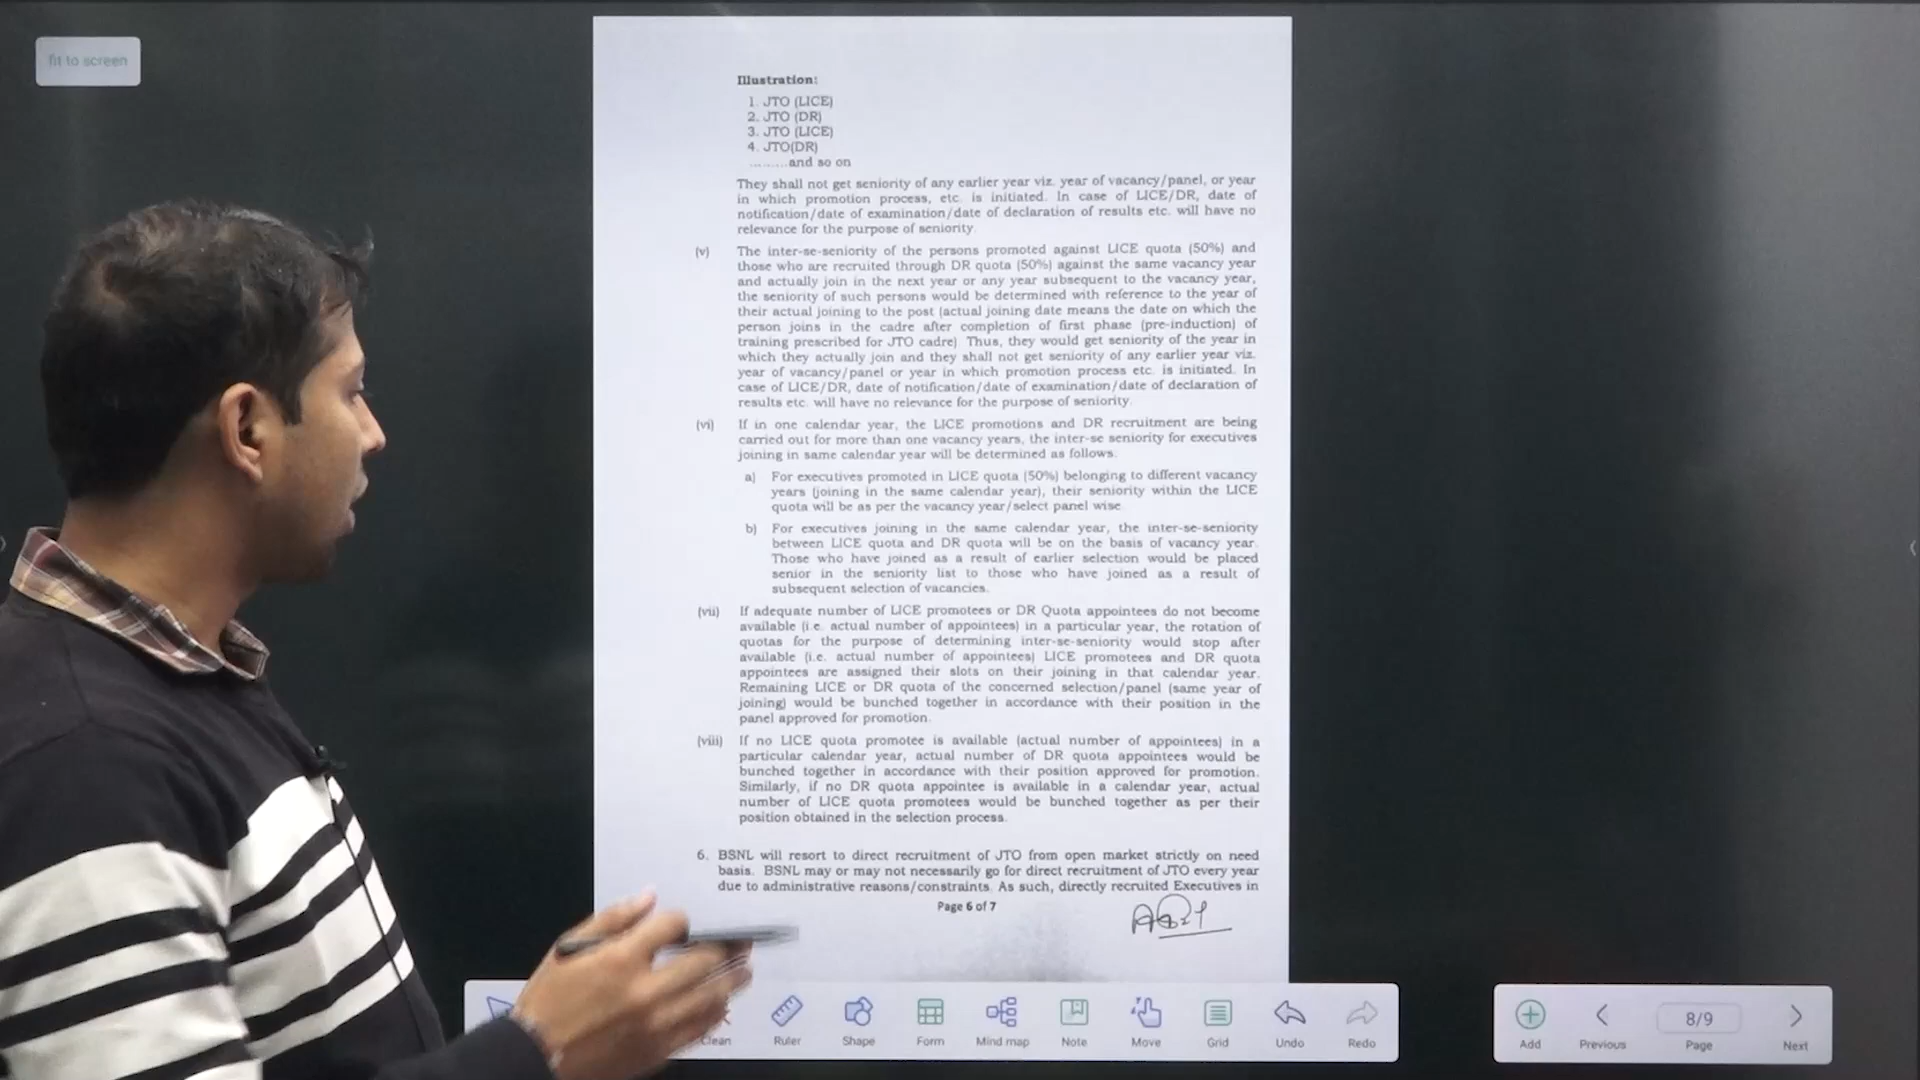 fit to screen
Illustration:
1. JTO (LICE)
2. JTO (DR)
3. JTO (LICE)
4. JTO(DR)
.........and so on
They shall not get seniority of any earlier year viz. year of vacancy/panel, or year
in which promotion process, etc. is initiated. In case of LICE/DR, date of
notification/date of examination/date of declaration of results etc. will have no
relevance for the purpose of seniority.
(v) The inter-se-seniority of the persons promoted against LICE quota (50%) and
those who are recruited through DR quota (50%) against the same vacancy year
and actually join in the next year or any year subsequent to the vacancy year,
the seniority of such persons would be determined with reference to the year of
their actual joining to the post (actual joining date means the date on which the
person joins in the cadre after completion of first phase (pre-induction) of
training prescribed for JTO cadre) Thus, they would get seniority of the year in
which they actually join and they shall not get seniority of any earlier year viz.
year of vacancy/panel or year in which promotion process etc. is initiated. In
case of LICE/DR, date of notification/date of examination/date of declaration of
results etc. will have no relevance for the purpose of seniority.
(vi) If in one calendar year, the LICE promotions and DR recruitment are being
carried out for more than one vacancy years, the inter-se seniority for executives
joining in same calendar year will be determined as follows.
a) For executives promoted in LICE quota (50%) belonging to different vacancy
years (joining in the same calendar year), their seniority within the LICE
quota will be as per the vacancy year/select panel wise.
b) For executives joining in the same calendar year, the inter-se-seniority
between LICE quota and DR quota will be on the basis of vacancy year.
Those who have joined as a result of earlier selection would be placed
senior in the seniority list to those who have joined as a result of
subsequent selection of vacancies.
(vii) If adequate number of LICE promotees or DR Quota appointees do not become
available (i.e. actual number of appointees) in a particular year, the rotation of
quotas for the purpose of determining inter-se-seniority would stop after
available (i.e. actual number of appointees) LICE promotees and DR quota
appointees are assigned their slots on their joining in that calendar year.
Remaining LICE or DR quota of the concerned selection/panel (same year of
joining) would be bunched together in accordance with their position in the
panel approved for promotion.
(viii) If no LICE quota promotee is available (actual number of appointees) in a
particular calendar year, actual number of DR quota appointees would be
bunched together in accordance with their position approved for promotion.
Similarly, if no DR quota appointee is available in a calendar year, actual
number of LICE quota promotees would be bunched together as per their
position obtained in the selection process.
6. BSNL will resort to direct recruitment of JTO from open market strictly on need
basis. BSNL may or may not necessarily go for direct recruitment of JTO every year
due to administrative reasons/constraints. As such, directly recruited Executives in
Page 6 of 7
Clean Ruler Shape Form Mind map Note Move Grid Undo Redo
Add Previous 8/9 Page Next